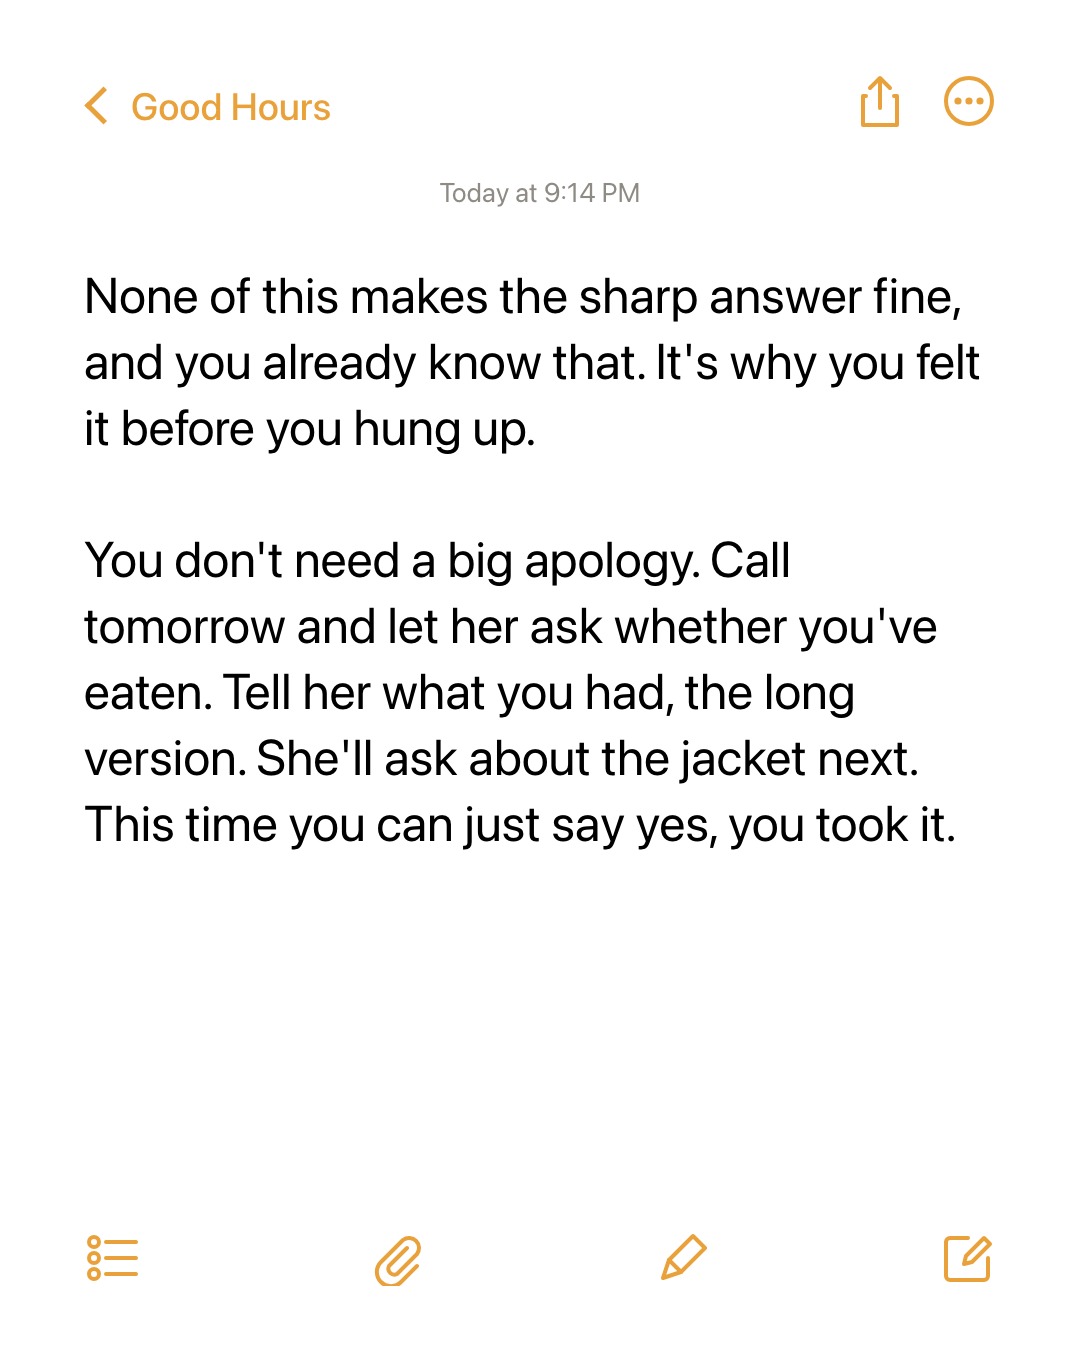 Good Hours
Today at 9:14 PM
None of this makes the sharp answer fine,
and you already know that. It's why you felt
it before you hung up.
You don't need a big apology. Call
tomorrow and let her ask whether you've
eaten. Tell her what you had, the long
version. She'll ask about the jacket next.
This time you can just say yes, you took it.